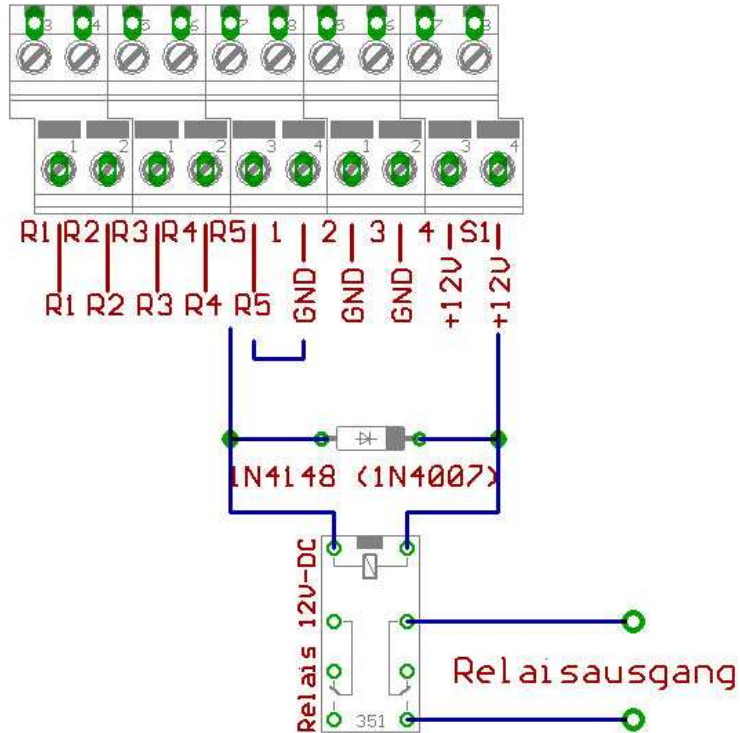 3 4 5 6 7 8 5 6 7 8
1 2 1 2 3 4 1 2 3 4
R1 R2 R3 R4 R5 1 2 3 4 S1
R1 R2 R3 R4 R5 GND GND GND +12V +12V
1N4148 (1N4007)
Relais 12V-DC
Relaisausgang
351